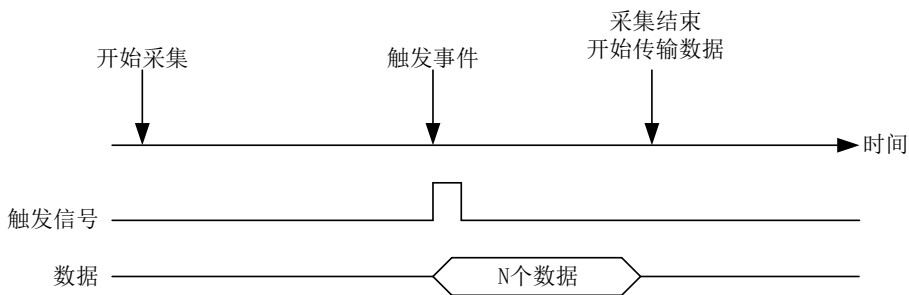 采集结束
开始传输数据
开始采集
触发事件
时间
触发信号
数据
N个数据